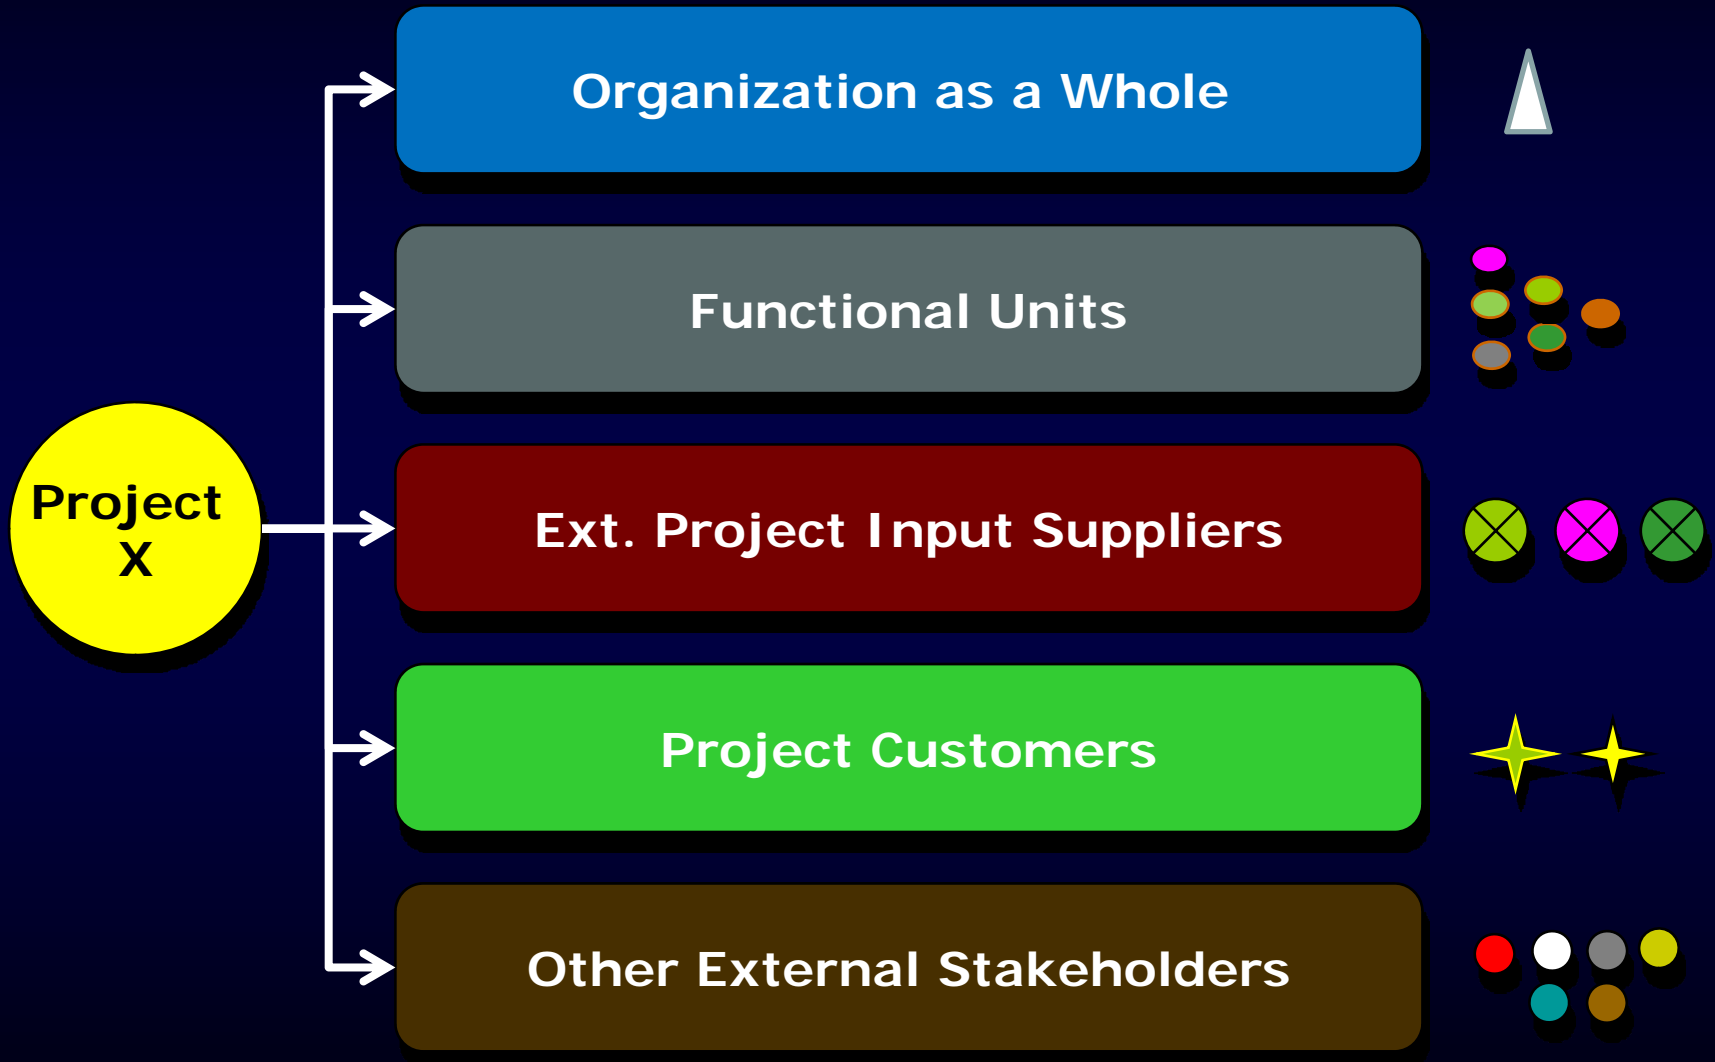 Organization as a Whole
Functional Units
Project
X
Ext. Project Input Suppliers
Project Customers
Other External Stakeholders